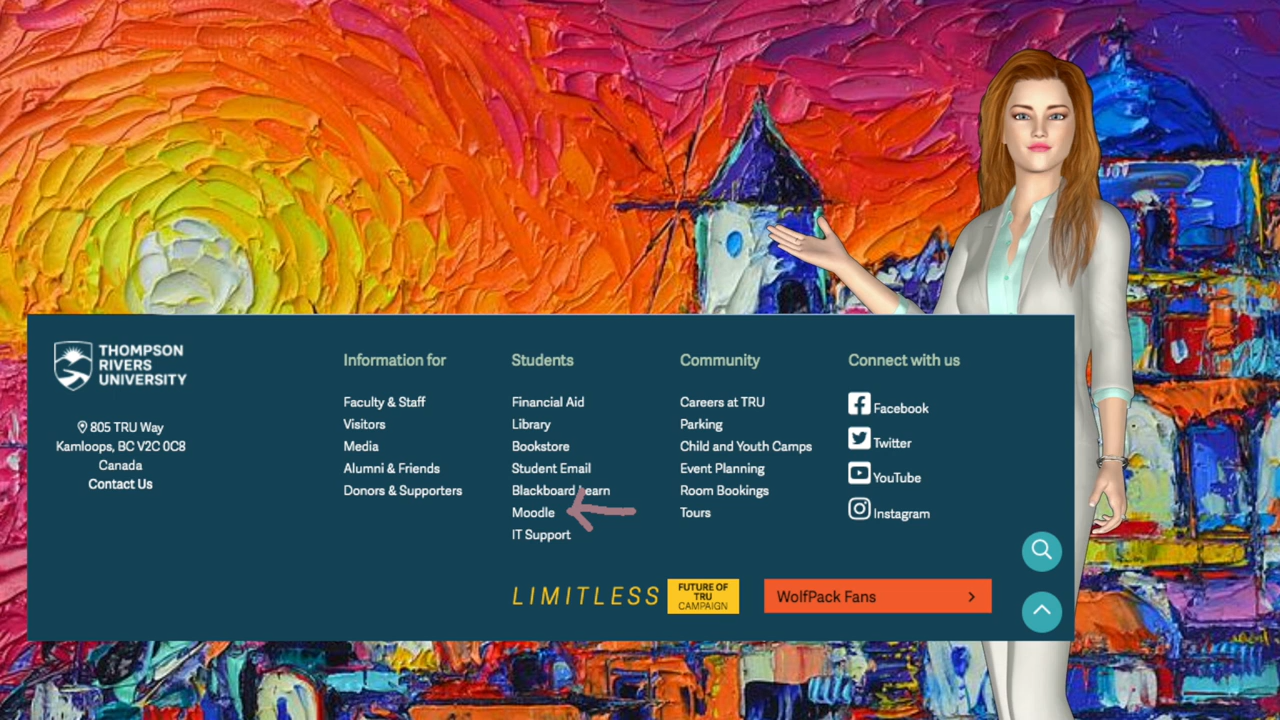 THOMPSON
RIVERS
UNIVERSITY
805 TRU Way
Kamloops, BC V2C 0C8
Canada
Contact Us
Information for
Faculty & Staff
Visitors
Media
Alumni & Friends
Donors & Supporters
Students
Financial Aid
Library
Bookstore
Student Email
Blackboard Learn
Moodle
IT Support
Community
Careers at TRU
Parking
Child and Youth Camps
Event Planning
Room Bookings
Tours
Connect with us
Facebook
Twitter
YouTube
Instagram
LIMITLESS
FUTURE OF
TRU
CAMPAIGN
WolfPack Fans